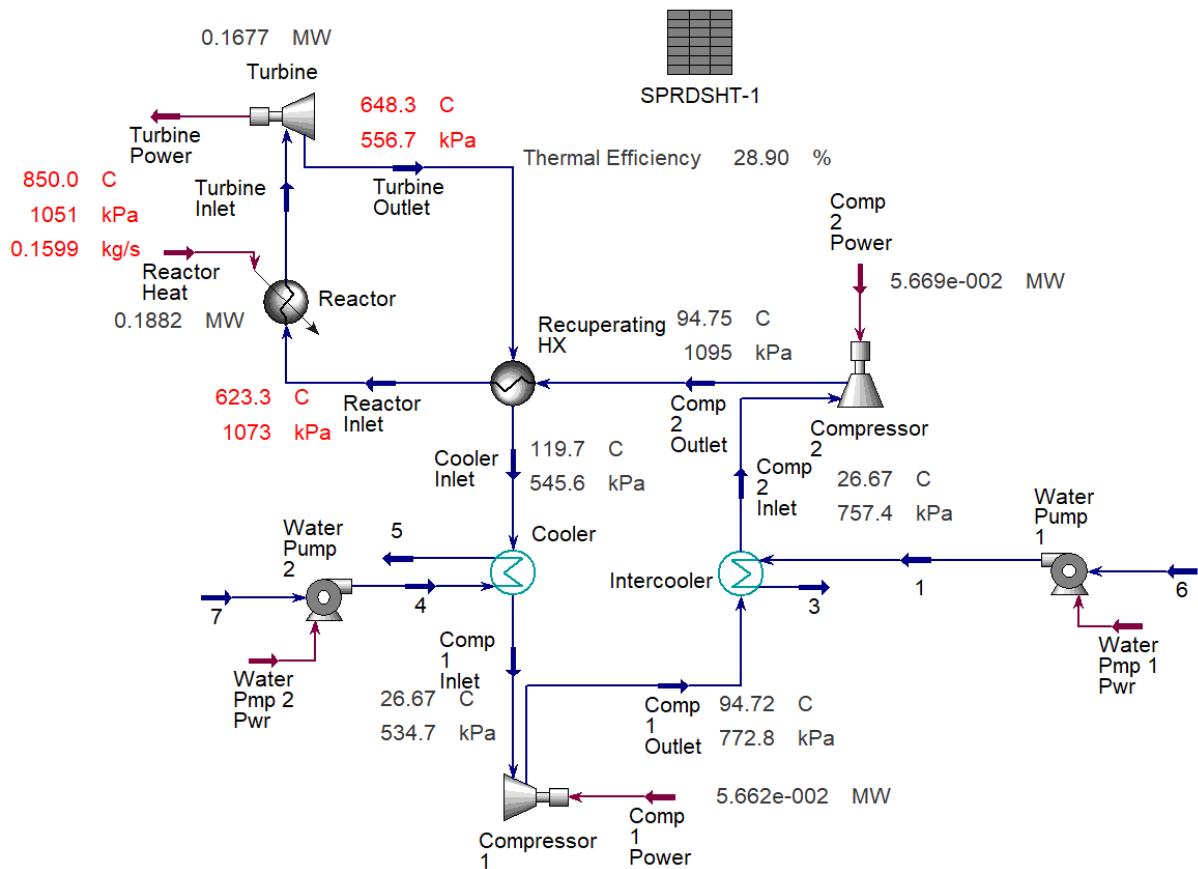 0.1677 MW
Turbine
SPRDSHT-1
648.3 C
556.7 kPa
Turbine
Power
Thermal Efficiency 28.90 %
850.0 C
1051 kPa
0.1599 kg/s
Turbine
Inlet
Turbine
Outlet
Comp
2
Power
Reactor
Heat
0.1882 MW
Reactor
5.669e-002 MW
Recuperating
HX
94.75 C
1095 kPa
623.3 C
1073 kPa
Reactor
Inlet
Comp
2
Outlet
Compressor
2
Cooler
Inlet
119.7 C
545.6 kPa
Comp
2
Inlet
26.67 C
757.4 kPa
Water
Pump
1
Water
Pump
2
5
Cooler
Intercooler
7
4
3
1
6
Water
Pmp 2
Pwr
Comp
1
Inlet
26.67 C
534.7 kPa
Water
Pmp 1
Pwr
Comp
1
Outlet
94.72 C
772.8 kPa
Compressor
1
Comp
1
Power
5.662e-002 MW